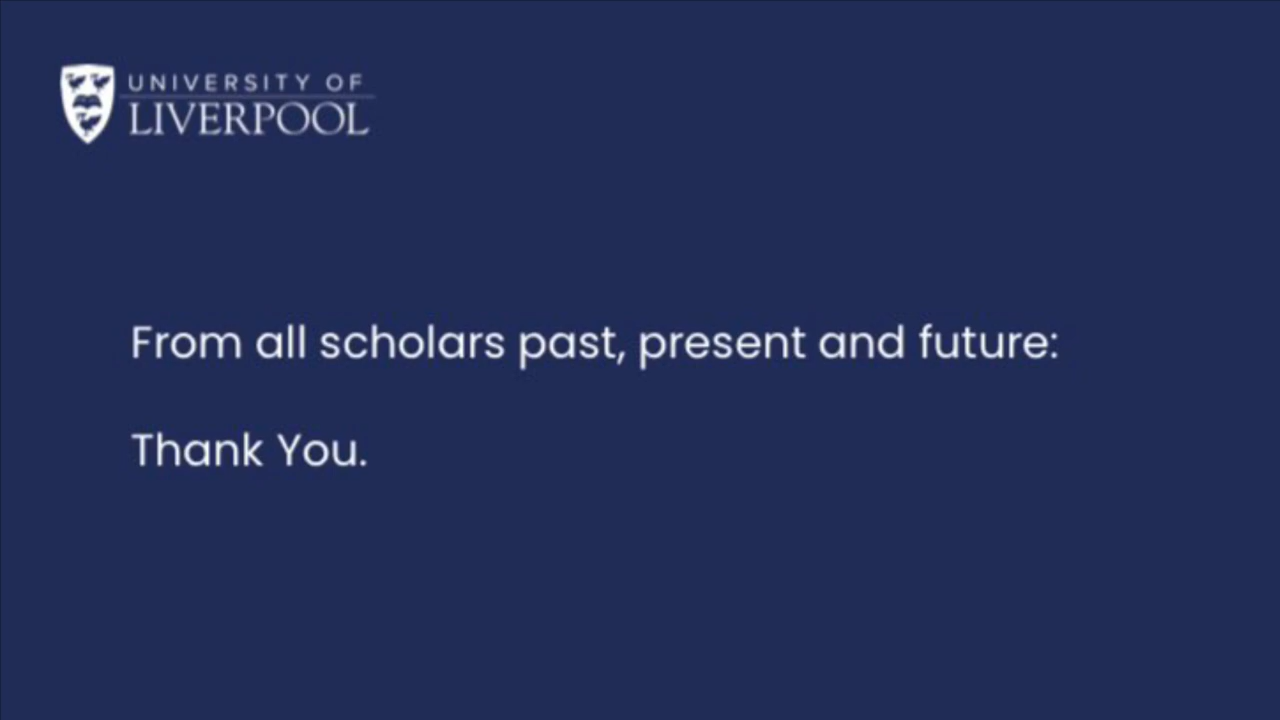 UNIVERSITY OF
LIVERPOOL
From all scholars past, present and future:
Thank You.